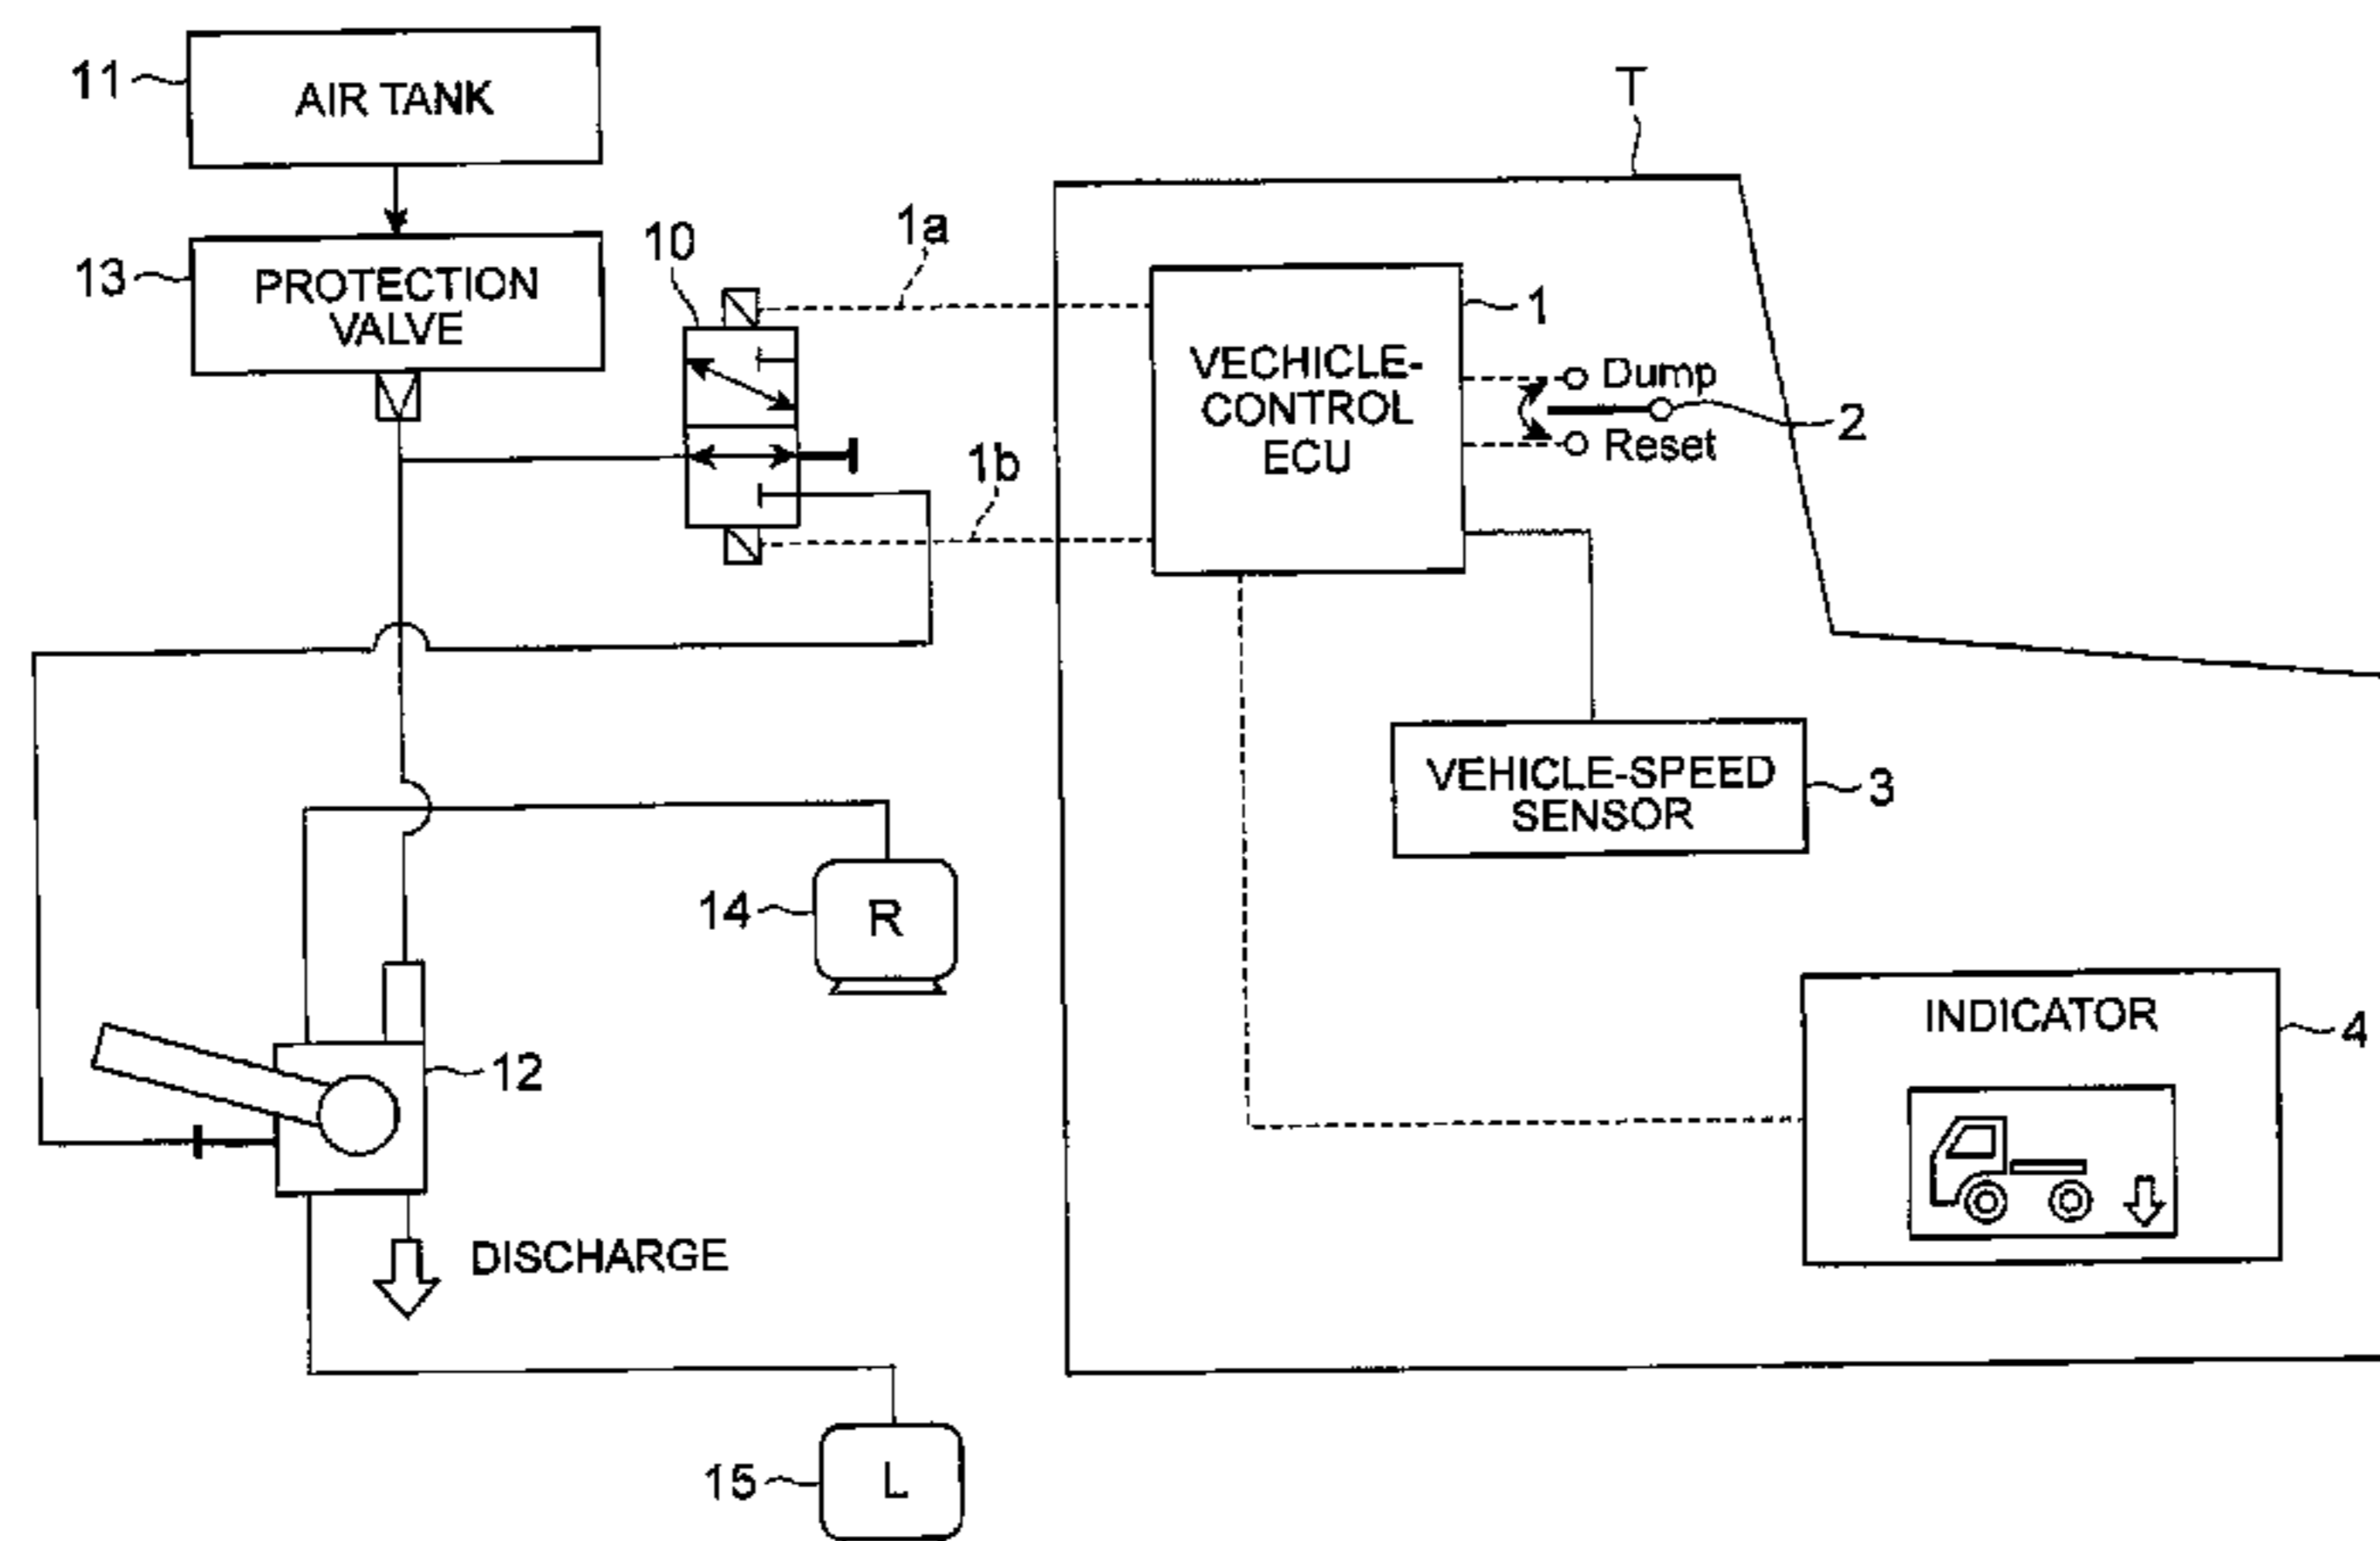 11
AIR TANK
T
13
PROTECTION
VALVE
10
1a
1
VECHICLE-
CONTROL
ECU
Dump
2
Reset
1b
VEHICLE-SPEED
SENSOR
3
14
R
INDICATOR
4
12
DISCHARGE
15
L